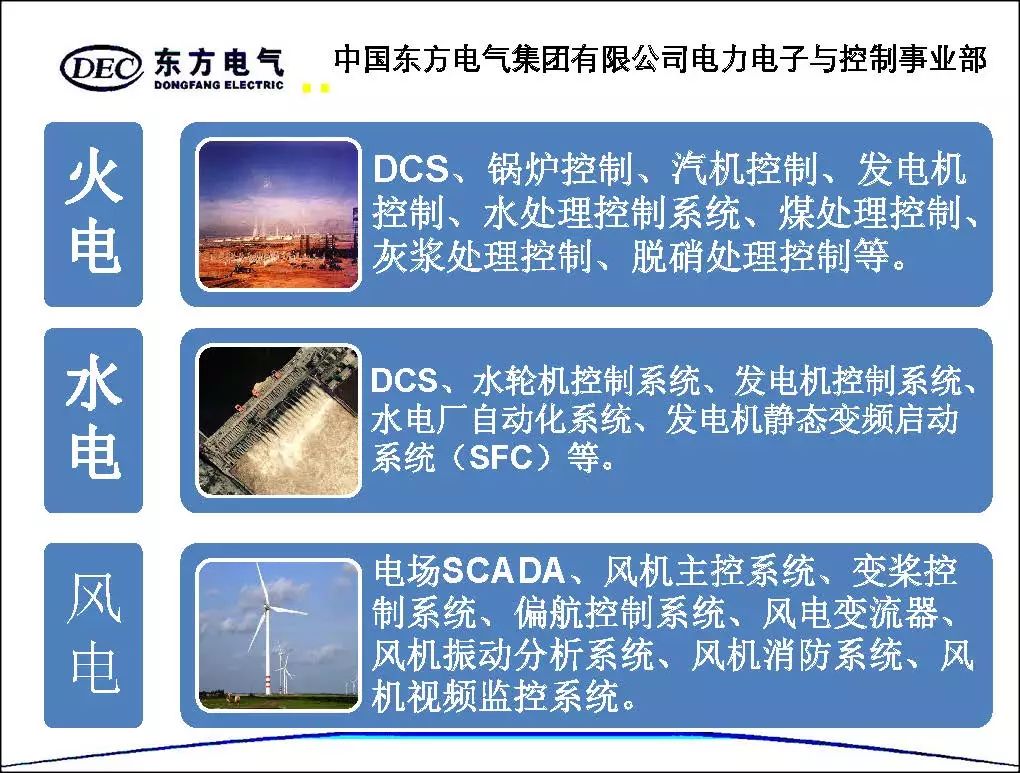 DEC 东方电气 中国东方电气集团有限公司电力电子与控制事业部
DONGFANG ELECTRIC
火电
DCS、锅炉控制、汽机控制、发电机
控制、水处理控制系统、煤处理控制、
灰浆处理控制、脱硝处理控制等。
水电
DCS、水轮机控制系统、发电机控制系统、
水电厂自动化系统、发电机静态变频启动
系统（SFC）等。
风电
电场SCADA、风机主控系统、变桨控
制系统、偏航控制系统、风电变流器、
风机振动分析系统、风机消防系统、风
机视频监控系统。